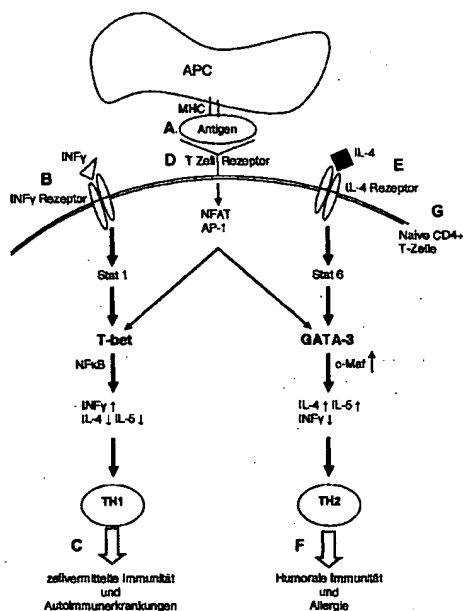 APC
MHC
A. Antigen
D T Zell Rezeptor
INFγ
IL-4
B
E
INFγ Rezeptor
IL-4 Rezeptor
G
Naive CD4+
T-Zelle
NFAT
AP-1
Stat 1
Stat 6
T-bet
GATA-3
NFκB
c-Maf ↑
INFγ ↑
IL-4 ↓ IL-5 ↓
IL-4 ↑ IL-5 ↑
INFγ ↓
TH1
TH2
C
F
zellvermittelte Immunität
und
Autoimunerkrankungen
Humorale Immunität
und
Allergie